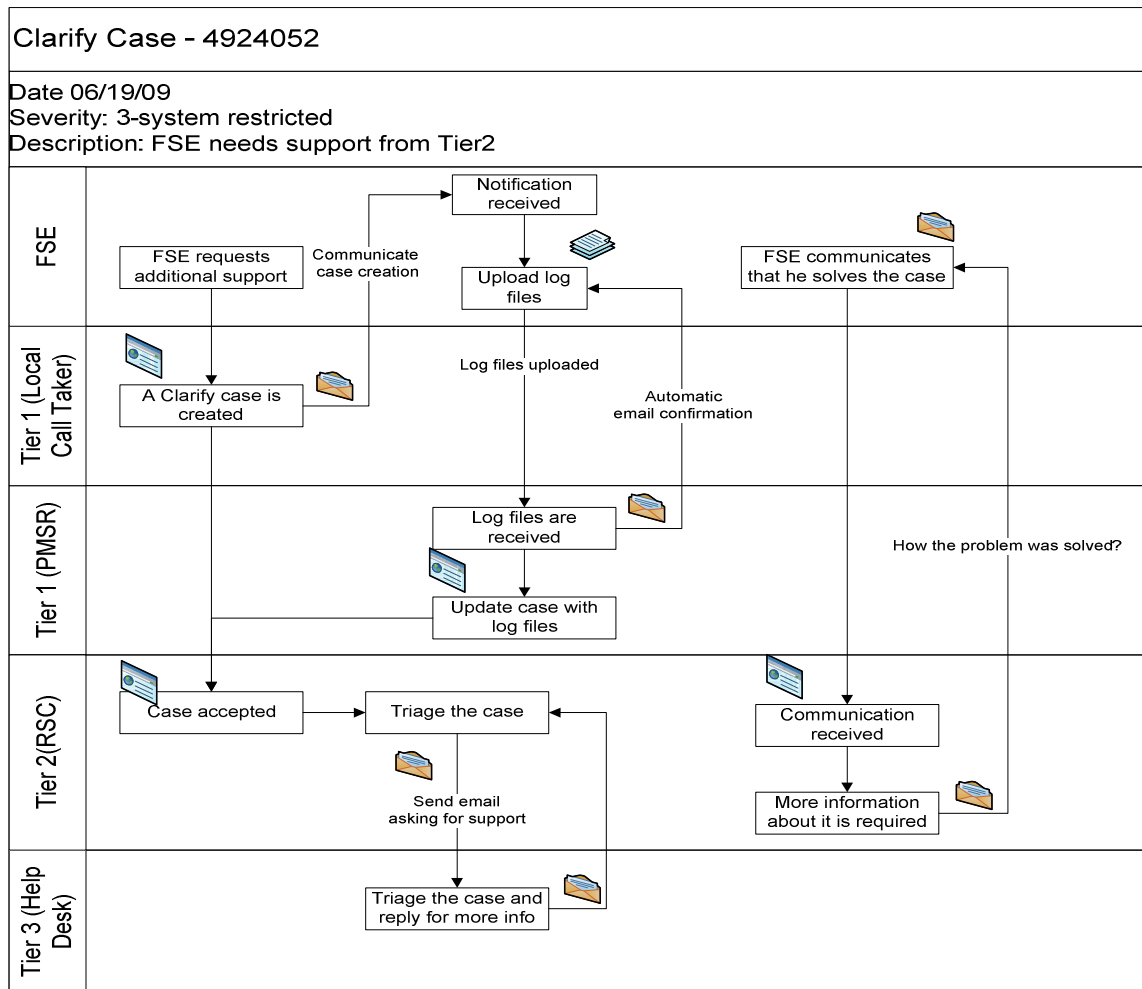 Clarify Case - 4924052
Date 06/19/09
Severity: 3-system restricted
Description: FSE needs support from Tier2
FSE
Notification
received
FSE requests
additional support
Communicate
case creation
Upload log
files
FSE communicates
that he solves the case
Tier 1 (Local
Call Taker)
A Clarify case is
created
Log files uploaded
Automatic
email confirmation
Tier 1 (PMSR)
Log files are
received
How the problem was solved?
Update case with
log files
Tier 2(RSC)
Case accepted
Triage the case
Communication
received
Send email
asking for support
More information
about it is required
Tier 3 (Help
Desk)
Triage the case and
reply for more info